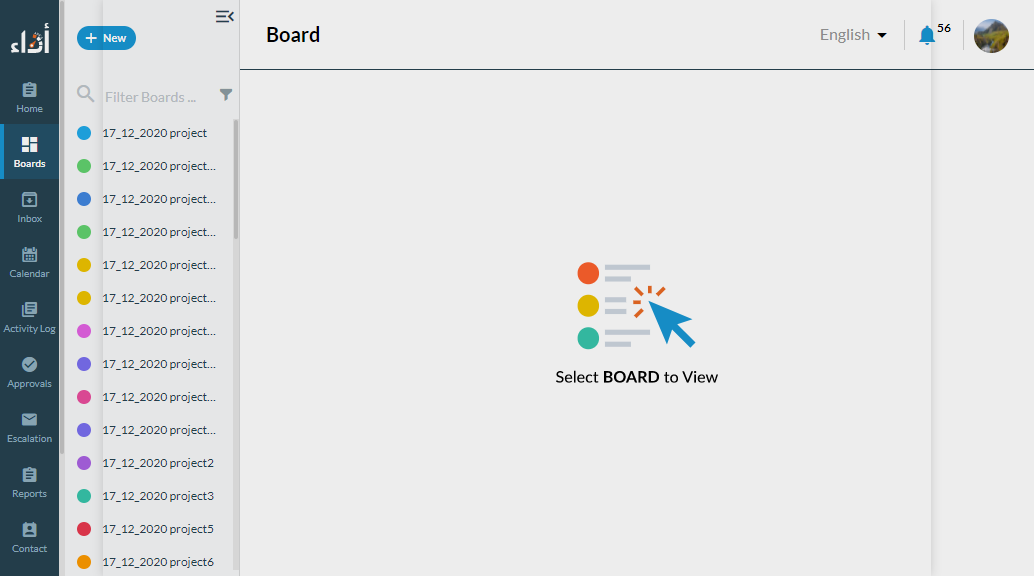 أداء
Home
Boards
Inbox
Calendar
Activity Log
Approvals
Escalation
Reports
Contact
+ New
Filter Boards ...
17_12_2020 project
17_12_2020 project...
17_12_2020 project...
17_12_2020 project...
17_12_2020 project...
17_12_2020 project...
17_12_2020 project...
17_12_2020 project...
17_12_2020 project...
17_12_2020 project...
17_12_2020 project2
17_12_2020 project3
17_12_2020 project5
17_12_2020 project6
Board
English
56
Select BOARD to View